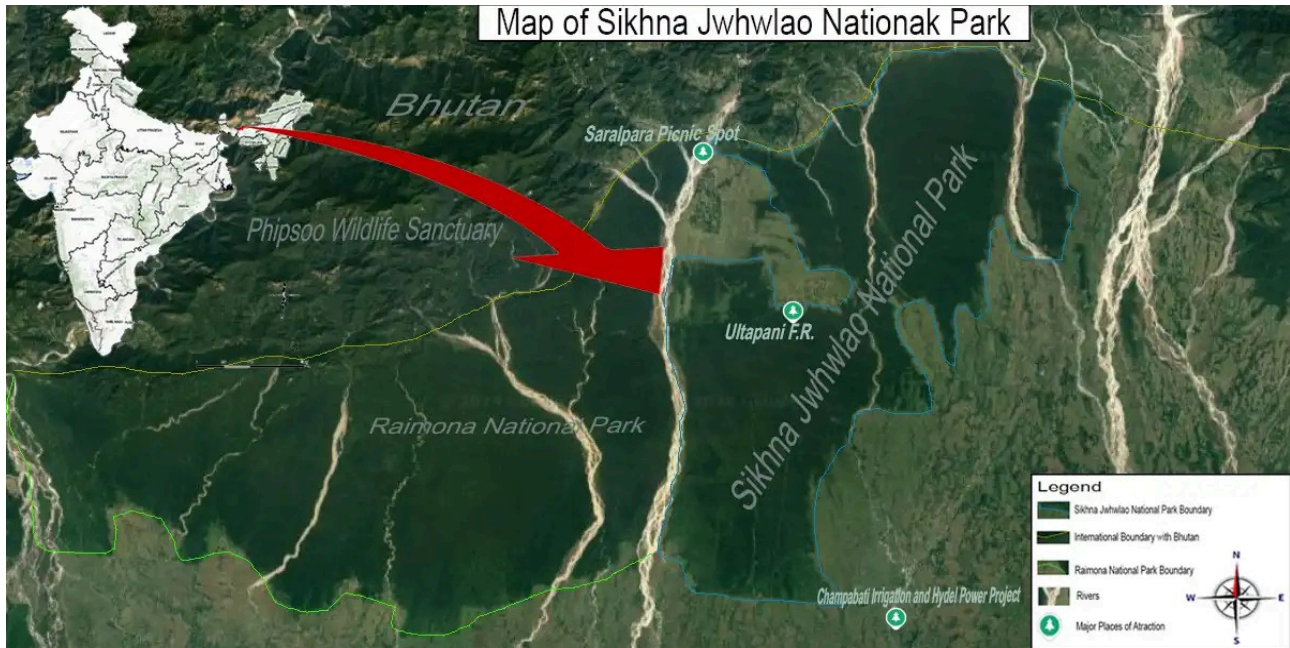 Map of Sikhna Jwhwlao Nationak Park
Bhutan
Saralpara Picnic Spot
Phipsoo Wildlife Sanctuary
Ultapani F.R.
Sikhna Jwhwlao National Park
Raimona National Park
Champabati Irrigation and Hydel Power Project
Legend
Sikhna Jwhwlao National Park Boundary
International Boundary with Bhutan
Raimona National Park Boundary
Rivers
Major Places of Atraction
N
W
E
S